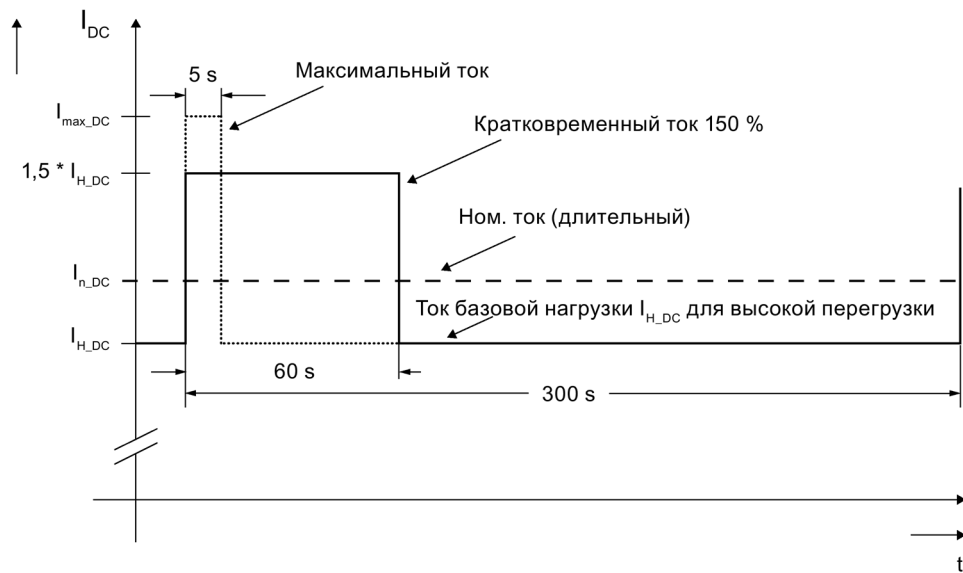 I_DC
5 s
Максимальный ток
I_max_DC
Кратковременный ток 150 %
1,5 * I_H_DC
Ном. ток (длительный)
I_n_DC
Ток базовой нагрузки I_H_DC для высокой перегрузки
I_H_DC
60 s
300 s
t